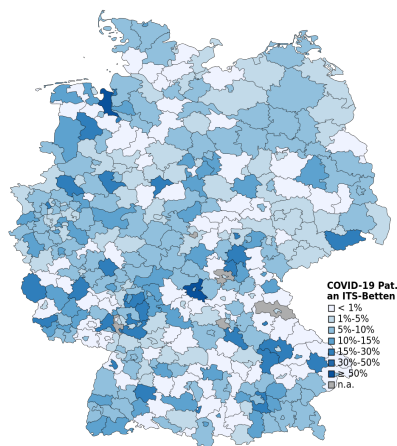 COVID-19 Pat.
an ITS-Betten
< 1%
1%-5%
5%-10%
10%-15%
15%-30%
30%-50%
≥ 50%
n.a.